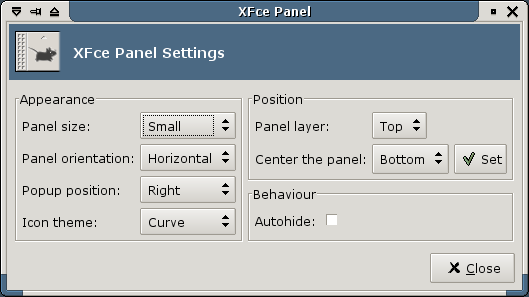 XFce Panel
XFce Panel Settings
Appearance
Panel size: Small
Panel orientation: Horizontal
Popup position: Right
Icon theme: Curve
Position
Panel layer: Top
Center the panel: Bottom Set
Behaviour
Autohide:
Close